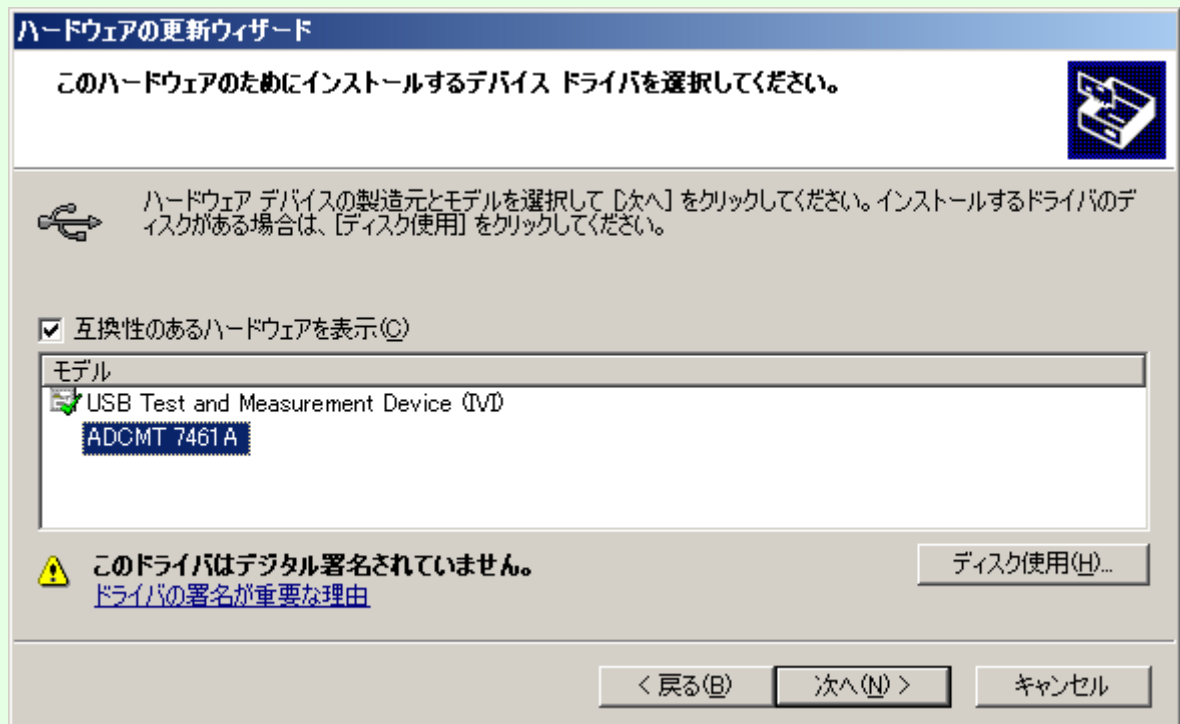 ハードウェアの更新ウィザード
このハードウェアのためにインストールするデバイス ドライバを選択してください。
ハードウェア デバイスの製造元とモデルを選択して [次へ] をクリックしてください。インストールするドライバのデ
ィスクがある場合は、[ディスク使用] をクリックしてください。
互換性のあるハードウェアを表示(C)
モデル
USB Test and Measurement Device (IVI)
ADCMT 7461A
このドライバはデジタル署名されていません。
ドライバの署名が重要な理由
ディスク使用(H)...
< 戻る(B)
次へ(N) >
キャンセル